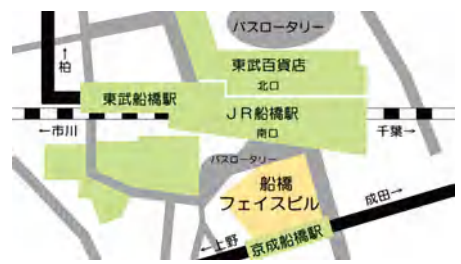 バスロータリー
↑柏
東武百貨店
北口
東武船橋駅
JR船橋駅
←市川
南口
千葉→
バスロータリー
船橋
フェイスビル
成田→
←上野
京成船橋駅